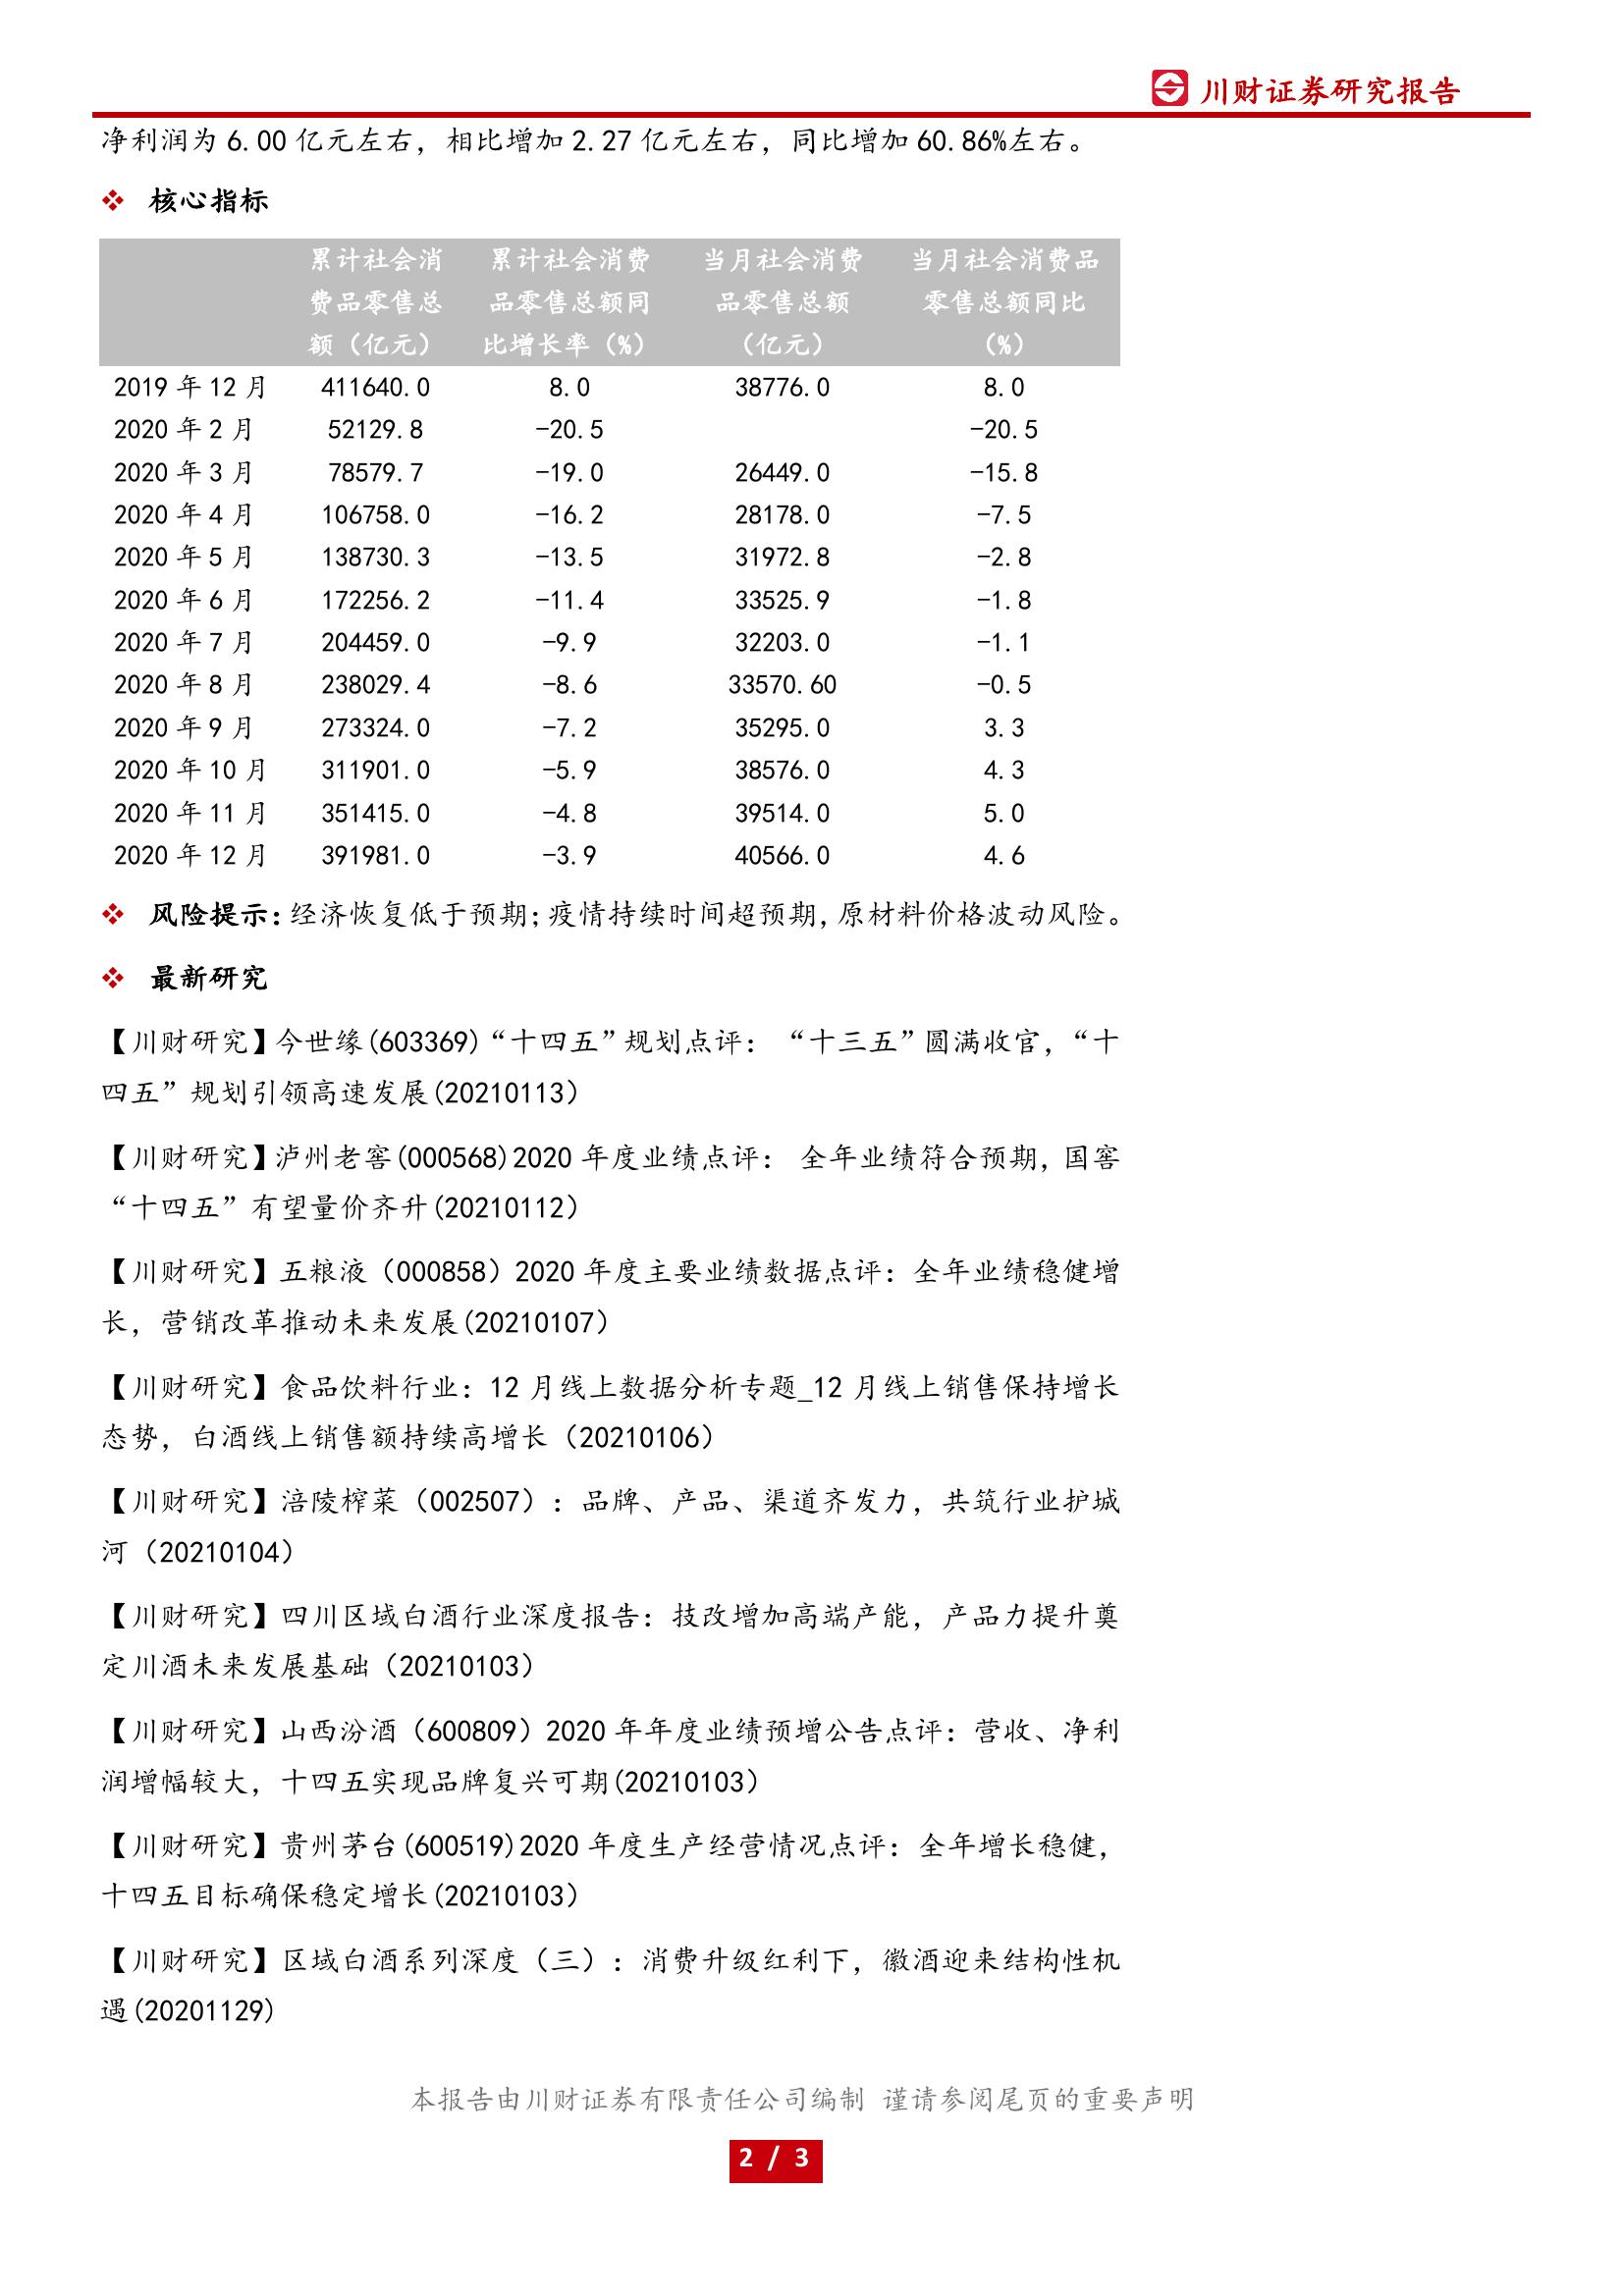 川财证券研究报告
净利润为 6.00 亿元左右，相比增加 2.27 亿元左右，同比增加 60.86%左右。
❖ 核心指标
累计社会消 累计社会消费 当月社会消费 当月社会消费品
费品零售总 品零售总额同 品零售总额 零售总额同比
额（亿元） 比增长率（%） （亿元） （%）
2019 年 12 月 411640.0 8.0 38776.0 8.0
2020 年 2 月 52129.8 -20.5 -20.5
2020 年 3 月 78579.7 -19.0 26449.0 -15.8
2020 年 4 月 106758.0 -16.2 28178.0 -7.5
2020 年 5 月 138730.3 -13.5 31972.8 -2.8
2020 年 6 月 172256.2 -11.4 33525.9 -1.8
2020 年 7 月 204459.0 -9.9 32203.0 -1.1
2020 年 8 月 238029.4 -8.6 33570.60 -0.5
2020 年 9 月 273324.0 -7.2 35295.0 3.3
2020 年 10 月 311901.0 -5.9 38576.0 4.3
2020 年 11 月 351415.0 -4.8 39514.0 5.0
2020 年 12 月 391981.0 -3.9 40566.0 4.6
❖ 风险提示：经济恢复低于预期；疫情持续时间超预期，原材料价格波动风险。
❖ 最新研究
【川财研究】今世缘(603369)“十四五”规划点评： “十三五”圆满收官，“十
四五”规划引领高速发展(20210113）
【川财研究】泸州老窖(000568)2020 年度业绩点评： 全年业绩符合预期，国窖
“十四五”有望量价齐升(20210112）
【川财研究】五粮液（000858）2020 年度主要业绩数据点评：全年业绩稳健增
长，营销改革推动未来发展(20210107）
【川财研究】食品饮料行业：12 月线上数据分析专题_12 月线上销售保持增长
态势，白酒线上销售额持续高增长（20210106）
【川财研究】涪陵榨菜（002507）：品牌、产品、渠道齐发力，共筑行业护城
河（20210104）
【川财研究】四川区域白酒行业深度报告：技改增加高端产能，产品力提升奠
定川酒未来发展基础（20210103）
【川财研究】山西汾酒（600809）2020 年年度业绩预增公告点评：营收、净利
润增幅较大，十四五实现品牌复兴可期(20210103）
【川财研究】贵州茅台(600519)2020 年度生产经营情况点评：全年增长稳健，
十四五目标确保稳定增长(20210103）
【川财研究】区域白酒系列深度（三）：消费升级红利下，徽酒迎来结构性机
遇(20201129)
本报告由川财证券有限责任公司编制 谨请参阅尾页的重要声明
2 / 3